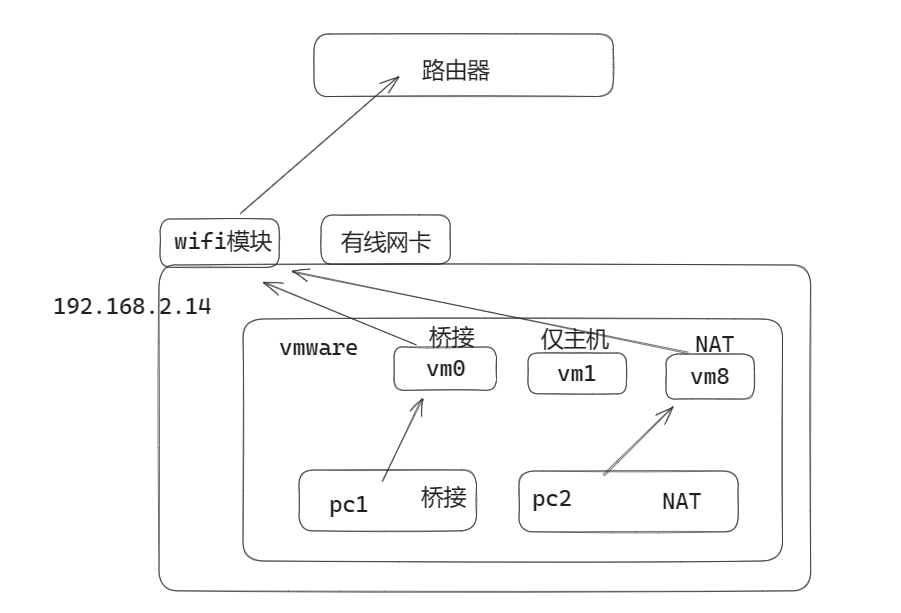 路由器
wifi模块
有线网卡
192.168.2.14
vmware
桥接
仅主机
NAT
vm0
vm1
vm8
pc1
桥接
pc2
NAT